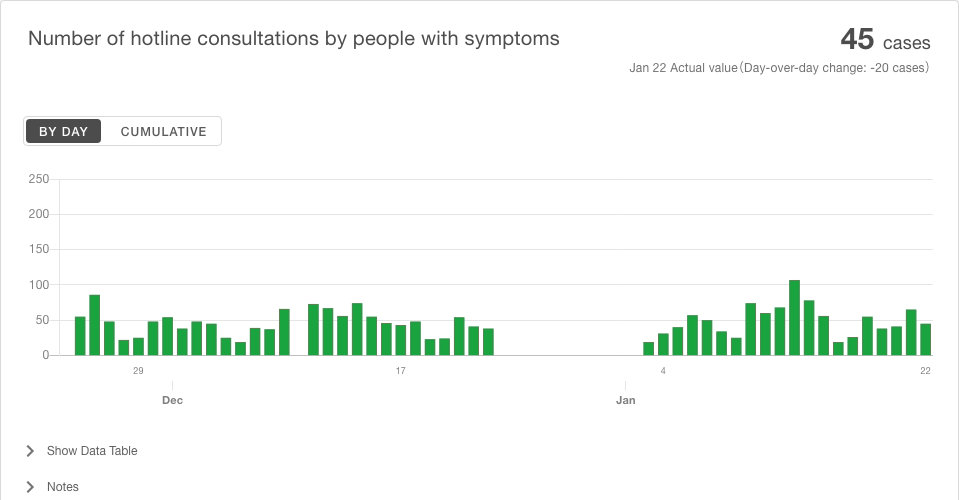 Number of hotline consultations by people with symptoms
45 cases
Jan 22 Actual value (Day-over-day change: -20 cases)
BY DAY CUMULATIVE
250
200
150
100
50
0
29 17 4 22
Dec Jan
Show Data Table
Notes